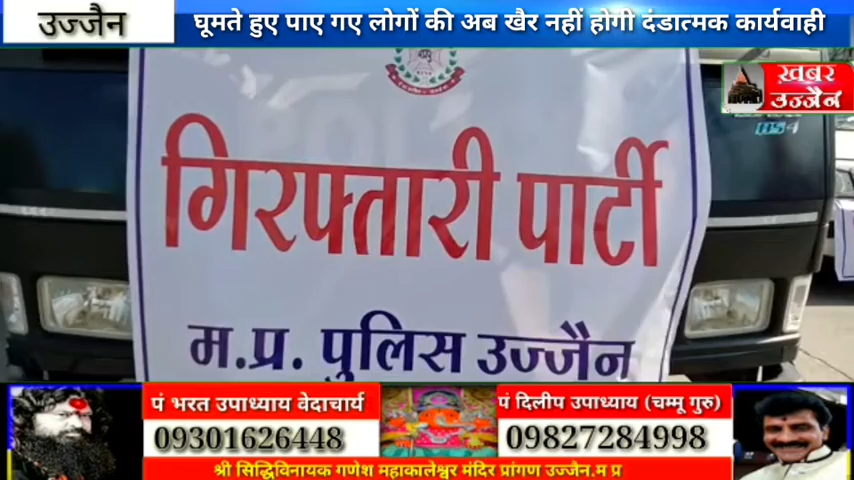 उज्जैन
घूमते हुए पाए गए लोगों की अब खैर नहीं होगी दंडात्मक कार्यवाही
ख़बर
उज्जैन
गिरफ्तारी पार्टी
म.प्र. पुलिस उज्जैन
पं भरत उपाध्याय वेदाचार्य
09301626448
पं दिलीप उपाध्याय (चम्मू गुरु)
09827284998
श्री सिद्धिविनायक गणेश महाकालेश्वर मंदिर प्रांगण उज्जैन.म प्र